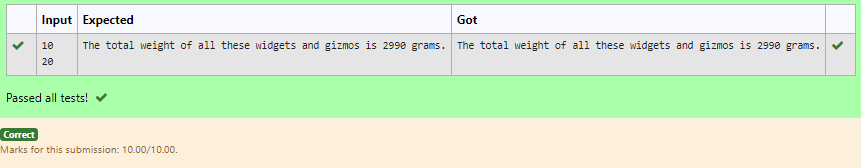 Input Expected Got
10 The total weight of all these widgets and gizmos is 2990 grams. The total weight of all these widgets and gizmos is 2990 grams.
20
Passed all tests!
Correct
Marks for this submission: 10.00/10.00.